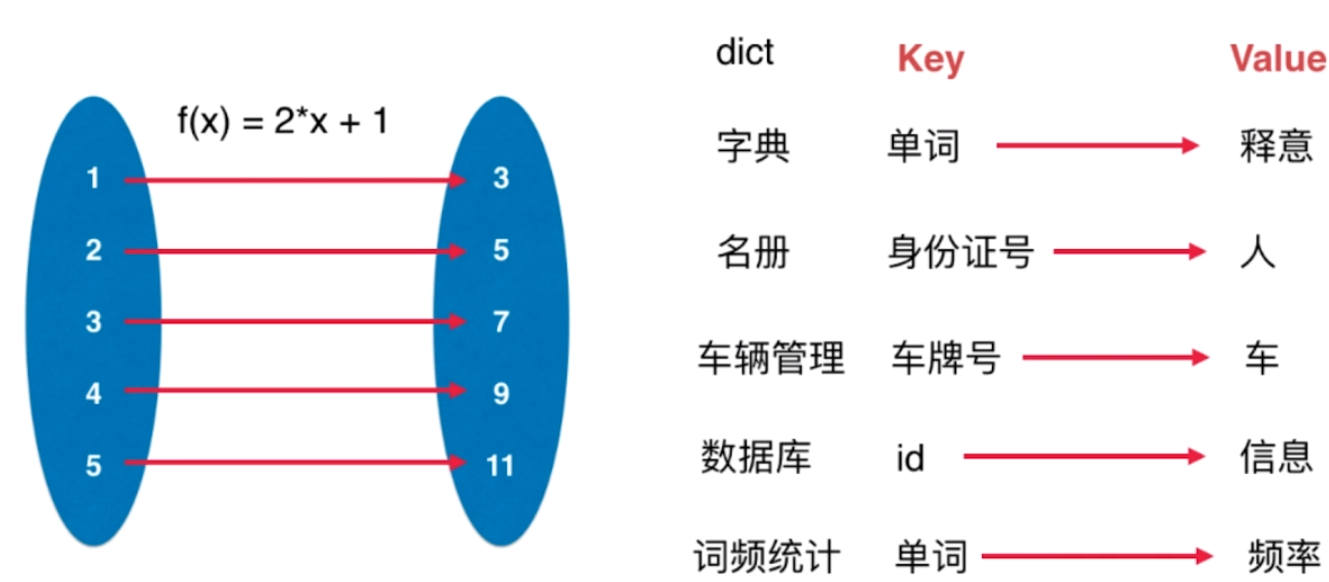 f(x) = 2*x + 1
1 3
2 5
3 7
4 9
5 11
dict Key Value
字典 单词 释意
名册 身份证号 人
车辆管理 车牌号 车
数据库 id 信息
词频统计 单词 频率